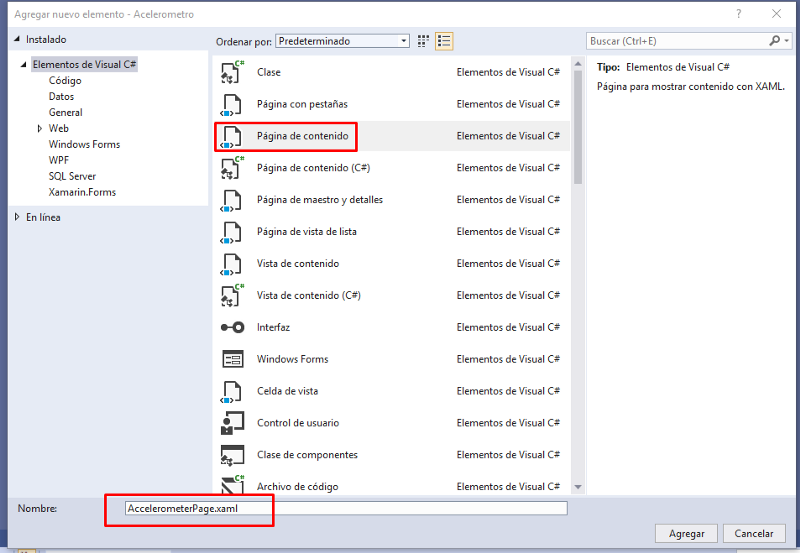 Agregar nuevo elemento - Acelerometro
Instalado
Elementos de Visual C#
Código
Datos
General
Web
Windows Forms
WPF
SQL Server
Xamarin.Forms
En línea
Ordenar por: Predeterminado
Clase Elementos de Visual C#
Página con pestañas Elementos de Visual C#
Página de contenido Elementos de Visual C#
Página de contenido (C#) Elementos de Visual C#
Página de maestro y detalles Elementos de Visual C#
Página de vista de lista Elementos de Visual C#
Vista de contenido Elementos de Visual C#
Vista de contenido (C#) Elementos de Visual C#
Interfaz Elementos de Visual C#
Windows Forms Elementos de Visual C#
Celda de vista Elementos de Visual C#
Control de usuario Elementos de Visual C#
Clase de componentes Elementos de Visual C#
Archivo de código Elementos de Visual C#
Buscar (Ctrl+E)
Tipo: Elementos de Visual C#
Página para mostrar contenido con XAML.
Nombre: AccelerometerPage.xaml
Agregar Cancelar